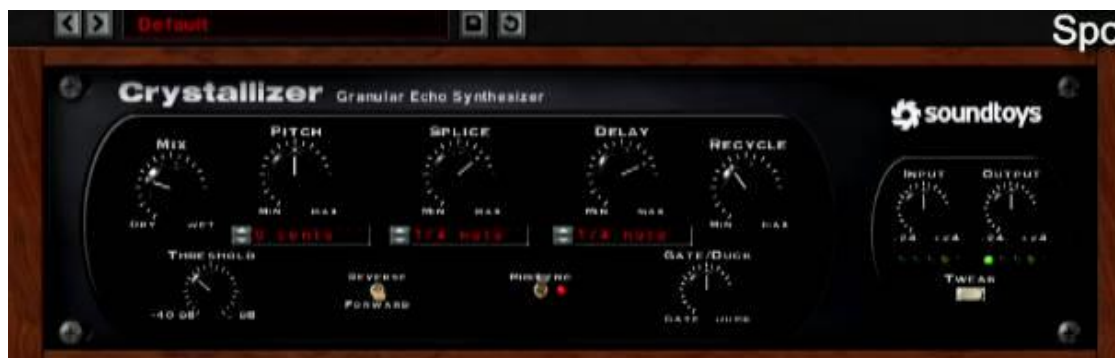 Default
Spo
Crystallizer Granular Echo Synthesizer
soundtoys
MIX PITCH SPLICE DELAY RECYCLE
INPUT OUTPUT
DRY WET MIN MAX MIN MAX MIN MAX MIN MAX
-24 +24 -24 +24
0 cents 1/4 note 1/4 note
THRESHOLD GATE/DUCK
REVERSE
TWEAK
FORWARD
-40 dB dB GATE DUCK